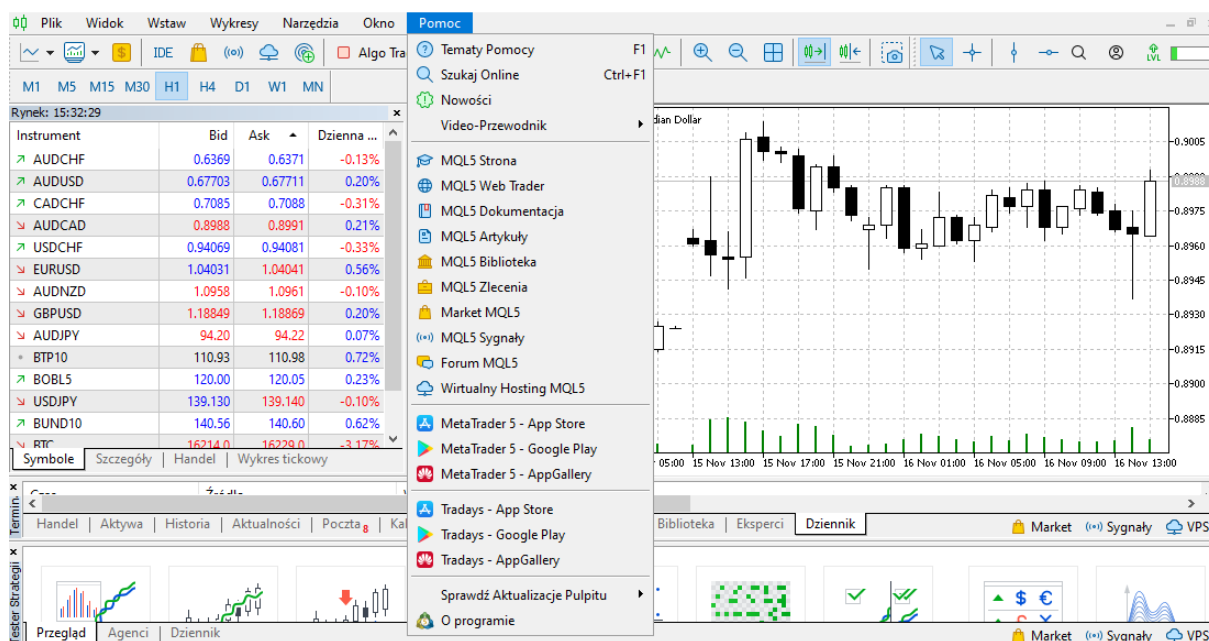 Plik Widok Wstaw Wykresy Narzędzia Okno Pomoc
IDE Algo Tra
LVL
M1 M5 M15 M30 H1 H4 D1 W1 MN
Tematy Pomocy F1
Szukaj Online Ctrl+F1
Nowości
Video-Przewodnik
MQL5 Strona
MQL5 Web Trader
MQL5 Dokumentacja
MQL5 Artykuły
MQL5 Biblioteka
MQL5 Zlecenia
Market MQL5
MQL5 Sygnały
Forum MQL5
Wirtualny Hosting MQL5
MetaTrader 5 - App Store
MetaTrader 5 - Google Play
MetaTrader 5 - AppGallery
Tradays - App Store
Tradays - Google Play
Tradays - AppGallery
Sprawdź Aktualizacje Pulpitu
O programie
Rynek: 15:32:29
Instrument Bid Ask Dzienna ...
AUDCHF 0.6369 0.6371 -0.13%
AUDUSD 0.67703 0.67711 0.20%
CADCHF 0.7085 0.7088 -0.31%
AUDCAD 0.8988 0.8991 0.21%
USDCHF 0.94069 0.94081 -0.33%
EURUSD 1.04031 1.04041 0.56%
AUDNZD 1.0958 1.0961 -0.10%
GBPUSD 1.18849 1.18869 0.20%
AUDJPY 94.20 94.22 0.07%
BTP10 110.93 110.98 0.72%
BOBL5 120.00 120.05 0.23%
USDJPY 139.130 139.140 -0.10%
BUND10 140.56 140.60 0.62%
BTC 16214.0 16229.0 -3.17%
Symbole Szczegóły Handel Wykres tickowy
dian Dollar
0.9005
0.8988
0.8975
0.8960
0.8945
0.8930
0.8915
0.8900
0.8885
05:00 15 Nov 13:00 15 Nov 17:00 15 Nov 21:00 16 Nov 01:00 16 Nov 05:00 16 Nov 09:00 16 Nov 13:00
Termin.
Handel Aktywa Historia Aktualności Poczta 8 Kal Biblioteka Eksperci Dziennik Market Sygnały VPS
ester Strategii
Przegląd Agenci Dziennik Market Sygnały VPS